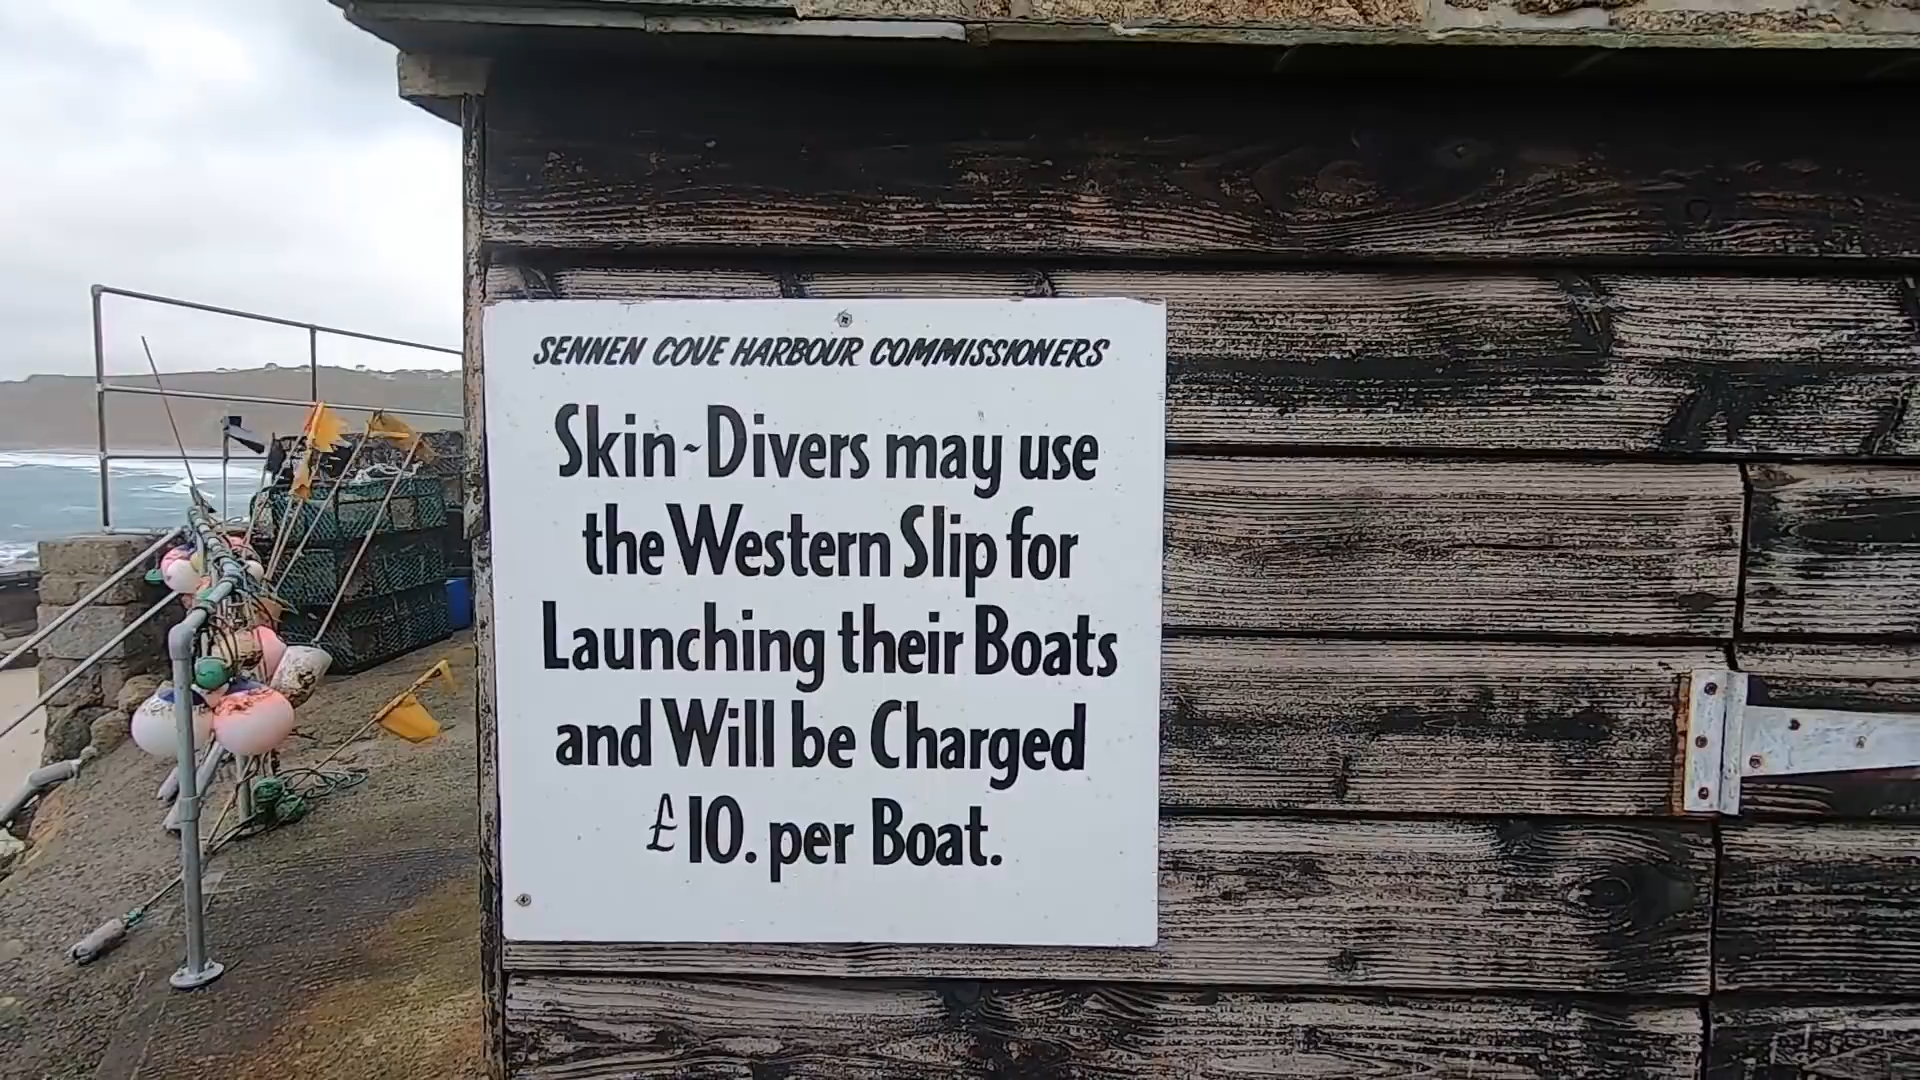 SENNEN COVE HARBOUR COMMISSIONERS
Skin-Divers may use
the Western Slip for
Launching their Boats
and Will be Charged
£10. per Boat.